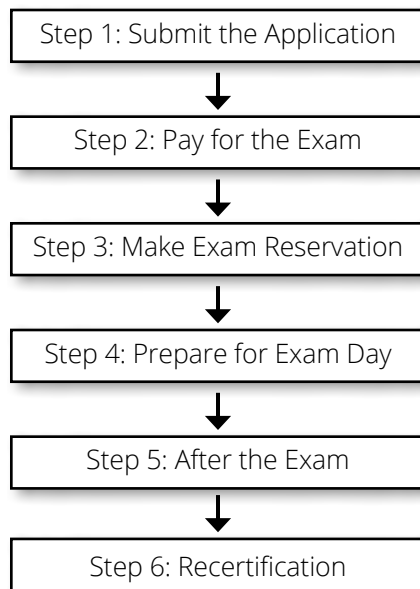 Step 1: Submit the Application
Step 2: Pay for the Exam
Step 3: Make Exam Reservation
Step 4: Prepare for Exam Day
Step 5: After the Exam
Step 6: Recertification